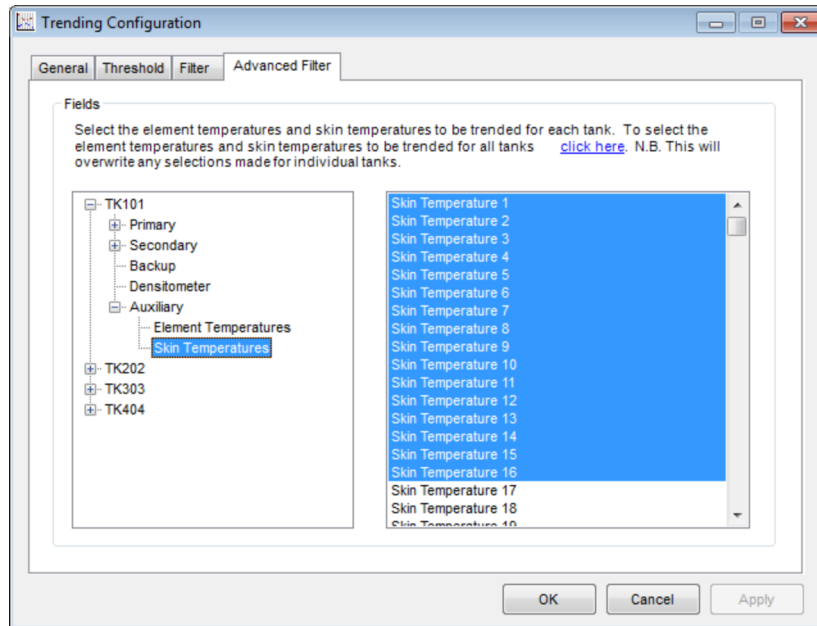 Trending Configuration
General Threshold Filter Advanced Filter
Fields
Select the element temperatures and skin temperatures to be trended for each tank. To select the
element temperatures and skin temperatures to be trended for all tanks click here. N.B. This will
overwrite any selections made for individual tanks.
TK101
Primary
Secondary
Backup
Densitometer
Auxiliary
Element Temperatures
Skin Temperatures
TK202
TK303
TK404
Skin Temperature 1
Skin Temperature 2
Skin Temperature 3
Skin Temperature 4
Skin Temperature 5
Skin Temperature 6
Skin Temperature 7
Skin Temperature 8
Skin Temperature 9
Skin Temperature 10
Skin Temperature 11
Skin Temperature 12
Skin Temperature 13
Skin Temperature 14
Skin Temperature 15
Skin Temperature 16
Skin Temperature 17
Skin Temperature 18
Skin Temperature 19
OK Cancel Apply